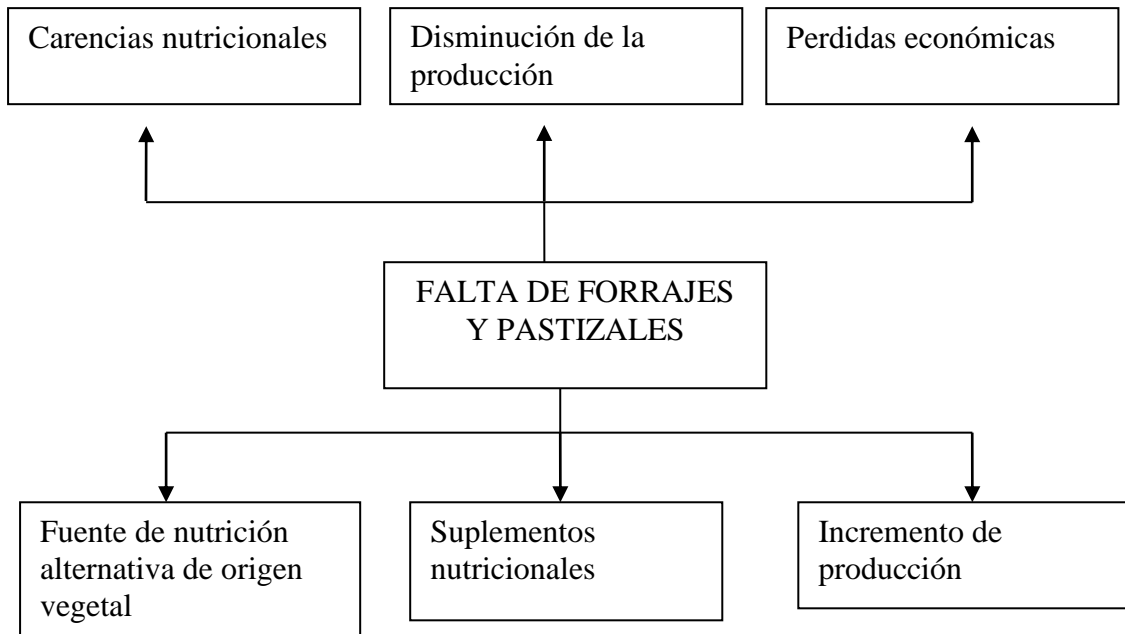 Carencias nutricionales
Disminución de la
producción
Perdidas económicas
FALTA DE FORRAJES
Y PASTIZALES
Fuente de nutrición
alternativa de origen
vegetal
Suplementos
nutricionales
Incremento de
producción